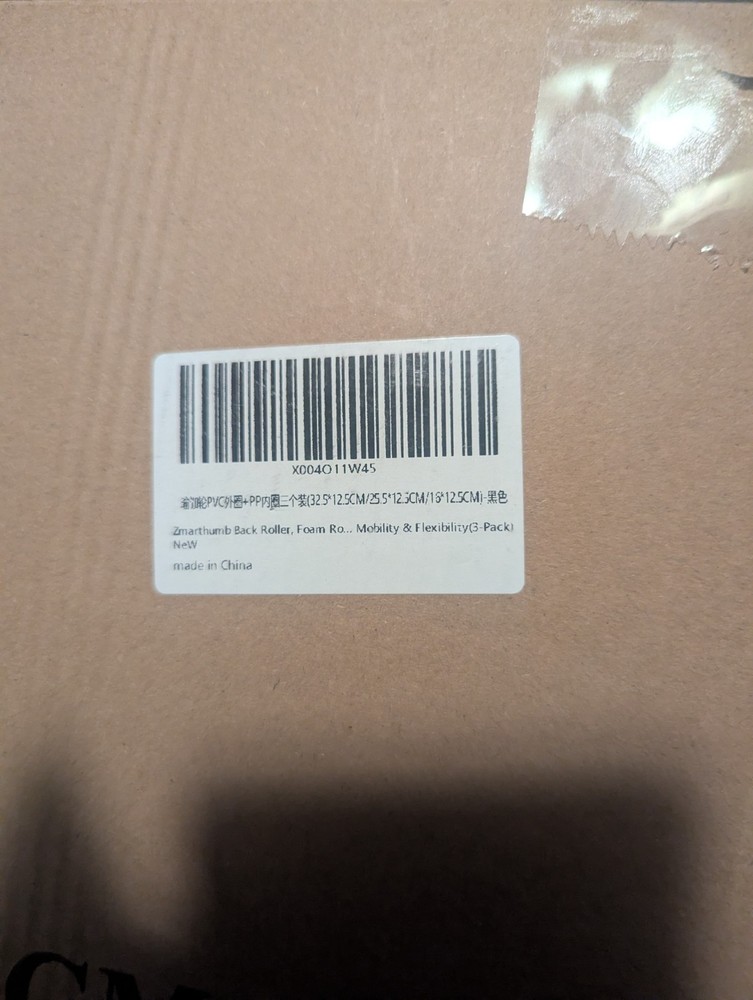 X004O11W45
瑜伽轮PVC外圈+PP内圈三个装(32.5*12.5CM/25.5*12.5CM/16*12.5CM)-黑色
Zmarthumb Back Roller, Foam Ro... Mobility & Flexibility(3-Pack)
NeW
made in China